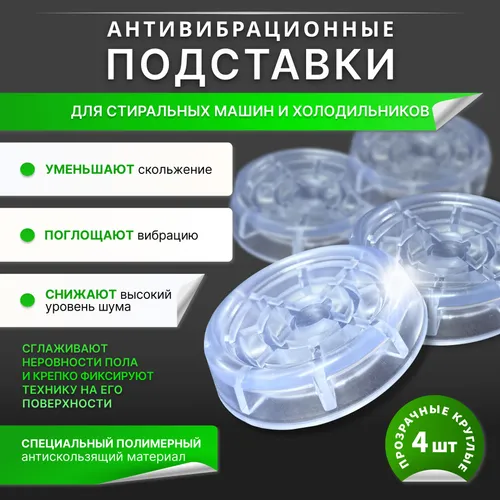 АНТИВИБРАЦИОННЫЕ
ПОДСТАВКИ
ДЛЯ СТИРАЛЬНЫХ МАШИН И ХОЛОДИЛЬНИКОВ
УМЕНЬШАЮТ скольжение
ПОГЛОЩАЮТ вибрацию
СНИЖАЮТ высокий
уровень шума
СГЛАЖИВАЮТ
НЕРОВНОСТИ ПОЛА
И КРЕПКО ФИКСИРУЮТ
ТЕХНИКУ НА ЕГО
ПОВЕРХНОСТИ
СПЕЦИАЛЬНЫЙ ПОЛИМЕРНЫЙ
антискользящий материал
ПРОЗРАЧНЫЕ КРУГЛЫЕ
4 шт